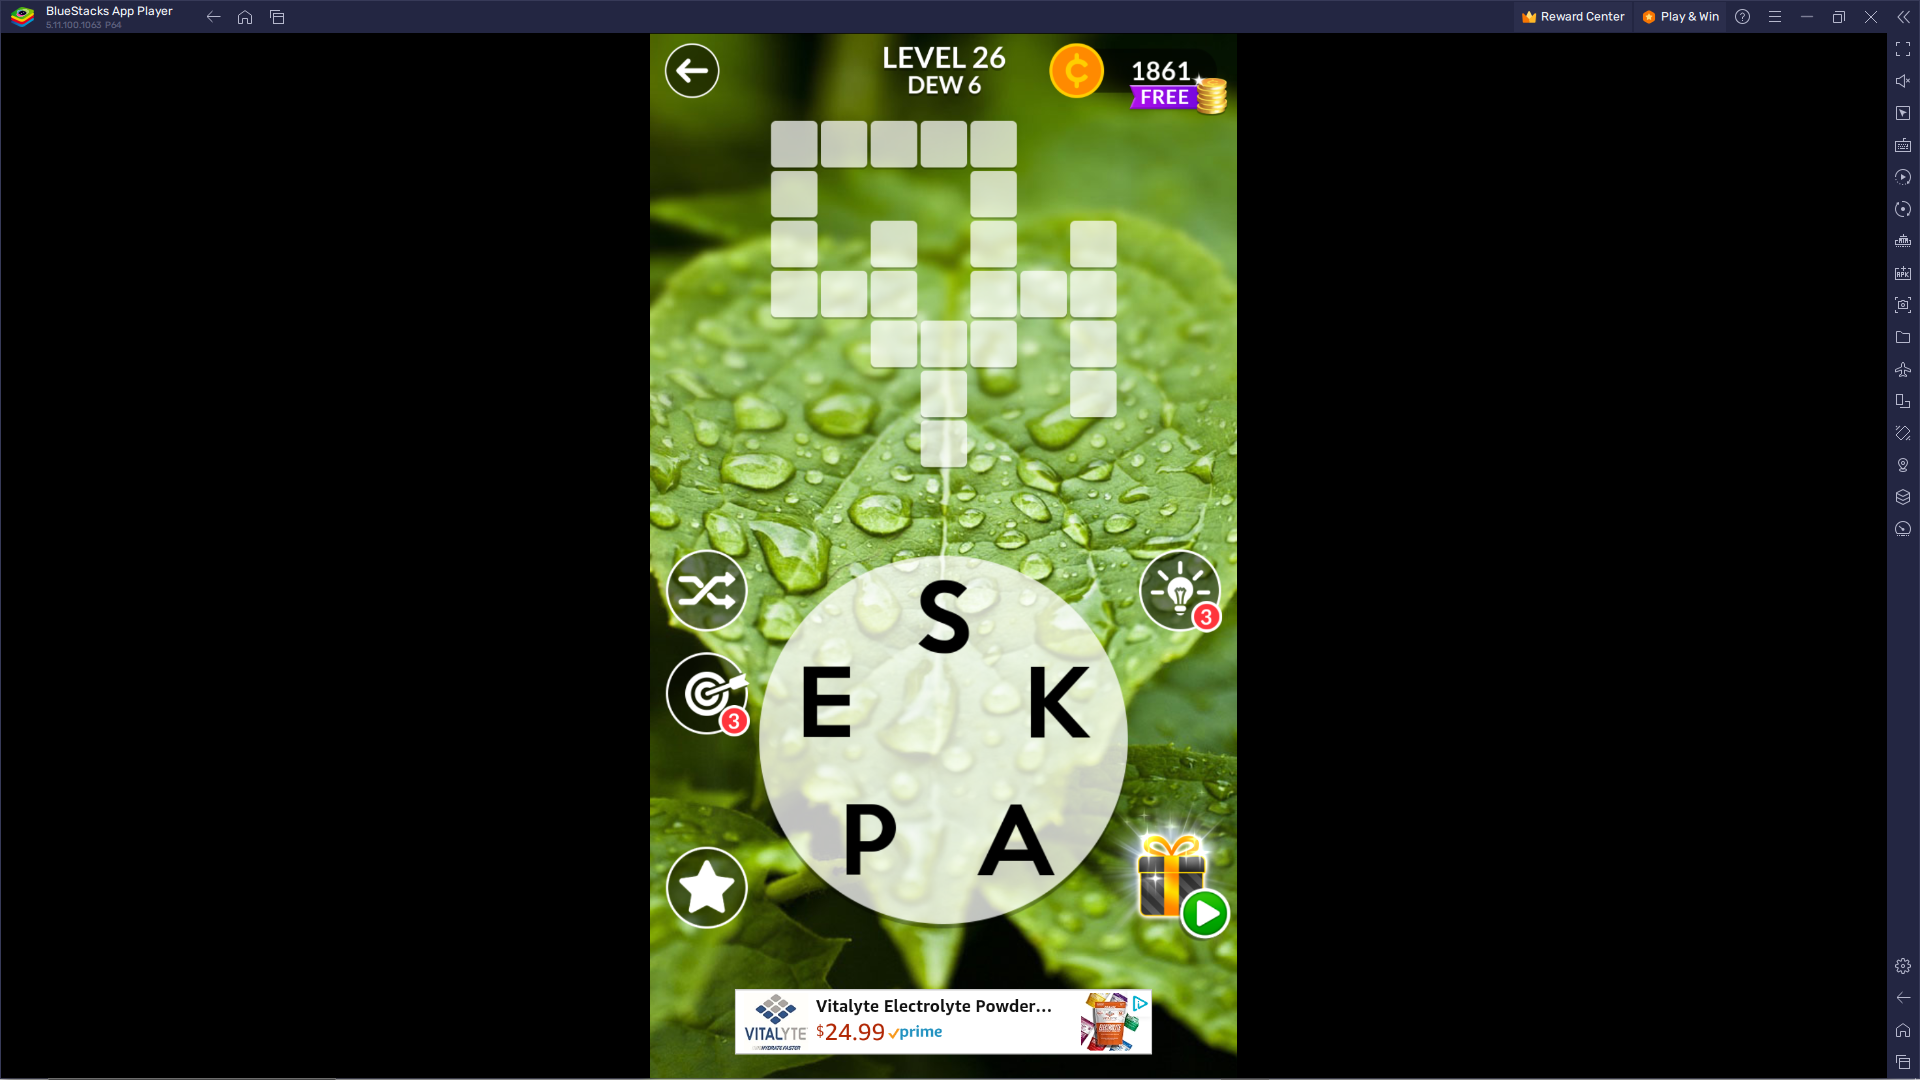 BlueStacks App Player
5.11.100.1063 P64
Reward Center
Play & Win
LEVEL 26
DEW 6
1861
FREE
APK
3
3
S
E
K
P
A
Vitalyte Electrolyte Powder...
$24.99 prime
VITALYTE